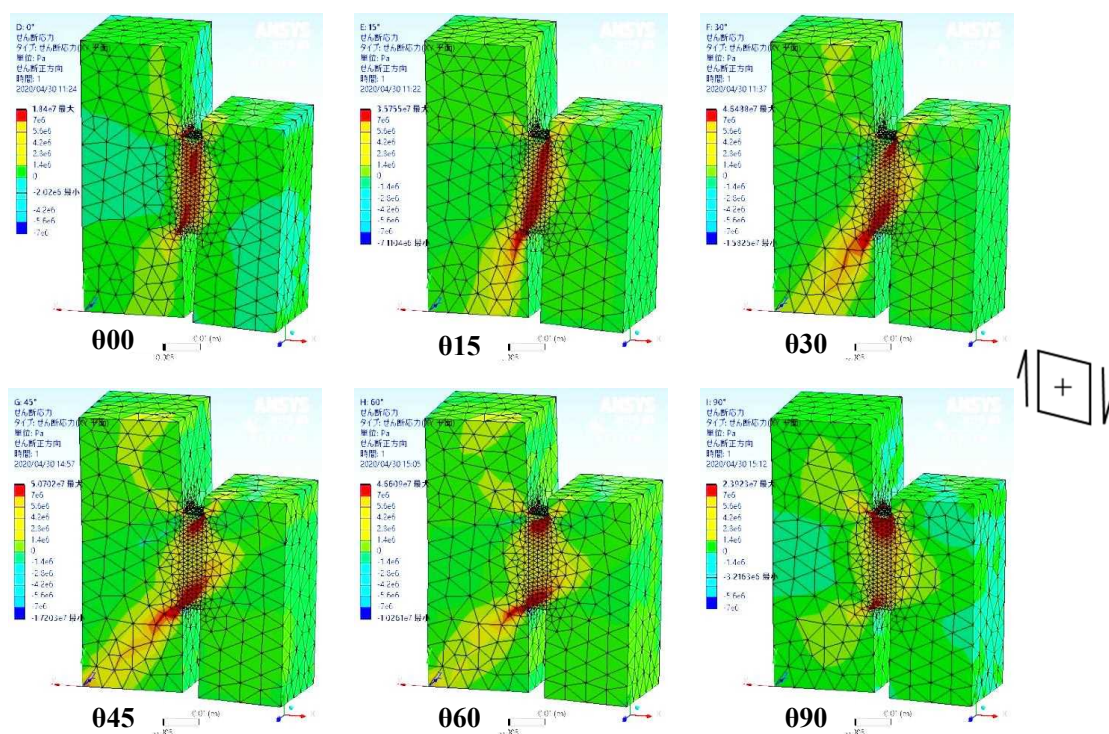 D: 0°
せん断応力
タイプ: せん断応力(XY 平面)
単位: Pa
せん断正方向
時間: 1
2020/04/30 11:24
1.84e7 最大
7e6
5.6e6
4.2e6
2.8e6
1.4e6
0
-2.02e6 最小
-4.2e6
-5.6e6
-7e6
θ00
0.01 (m)
E: 15°
せん断応力
タイプ: せん断応力(XY 平面)
単位: Pa
せん断正方向
時間: 1
2020/04/30 11:22
3.5755e7 最大
7e6
5.6e6
4.2e6
2.8e6
1.4e6
0
-1.4e6
-2.8e6
-4.2e6
-5.6e6
-7.1104e6 最小
θ15
0.01 (m)
F: 30°
せん断応力
タイプ: せん断応力(XY 平面)
単位: Pa
せん断正方向
時間: 1
2020/04/30 11:37
4.6488e7 最大
7e6
5.6e6
4.2e6
2.8e6
1.4e6
0
-1.4e6
-2.8e6
-4.2e6
-5.6e6
-7e6
-1.5825e7 最小
θ30
0.01 (m)
G: 45°
せん断応力
タイプ: せん断応力(XY 平面)
単位: Pa
せん断正方向
時間: 1
2020/04/30 14:57
5.0702e7 最大
7e6
5.6e6
4.2e6
2.8e6
1.4e6
0
-1.4e6
-2.8e6
-4.2e6
-5.6e6
-7e6
-1.7203e7 最小
θ45
0.01 (m)
H: 60°
せん断応力
タイプ: せん断応力(XY 平面)
単位: Pa
せん断正方向
時間: 1
2020/04/30 15:05
4.6609e7 最大
7e6
5.6e6
4.2e6
2.8e6
1.4e6
0
-1.4e6
-2.8e6
-4.2e6
-5.6e6
-7e6
-1.0261e7 最小
θ60
0.01 (m)
I: 90°
せん断応力
タイプ: せん断応力(XY 平面)
単位: Pa
せん断正方向
時間: 1
2020/04/30 15:12
2.3923e7 最大
7e6
5.6e6
4.2e6
2.8e6
1.4e6
0
-1.4e6
-3.2163e6 最小
-5.6e6
-7e6
θ90
0.01 (m)
+